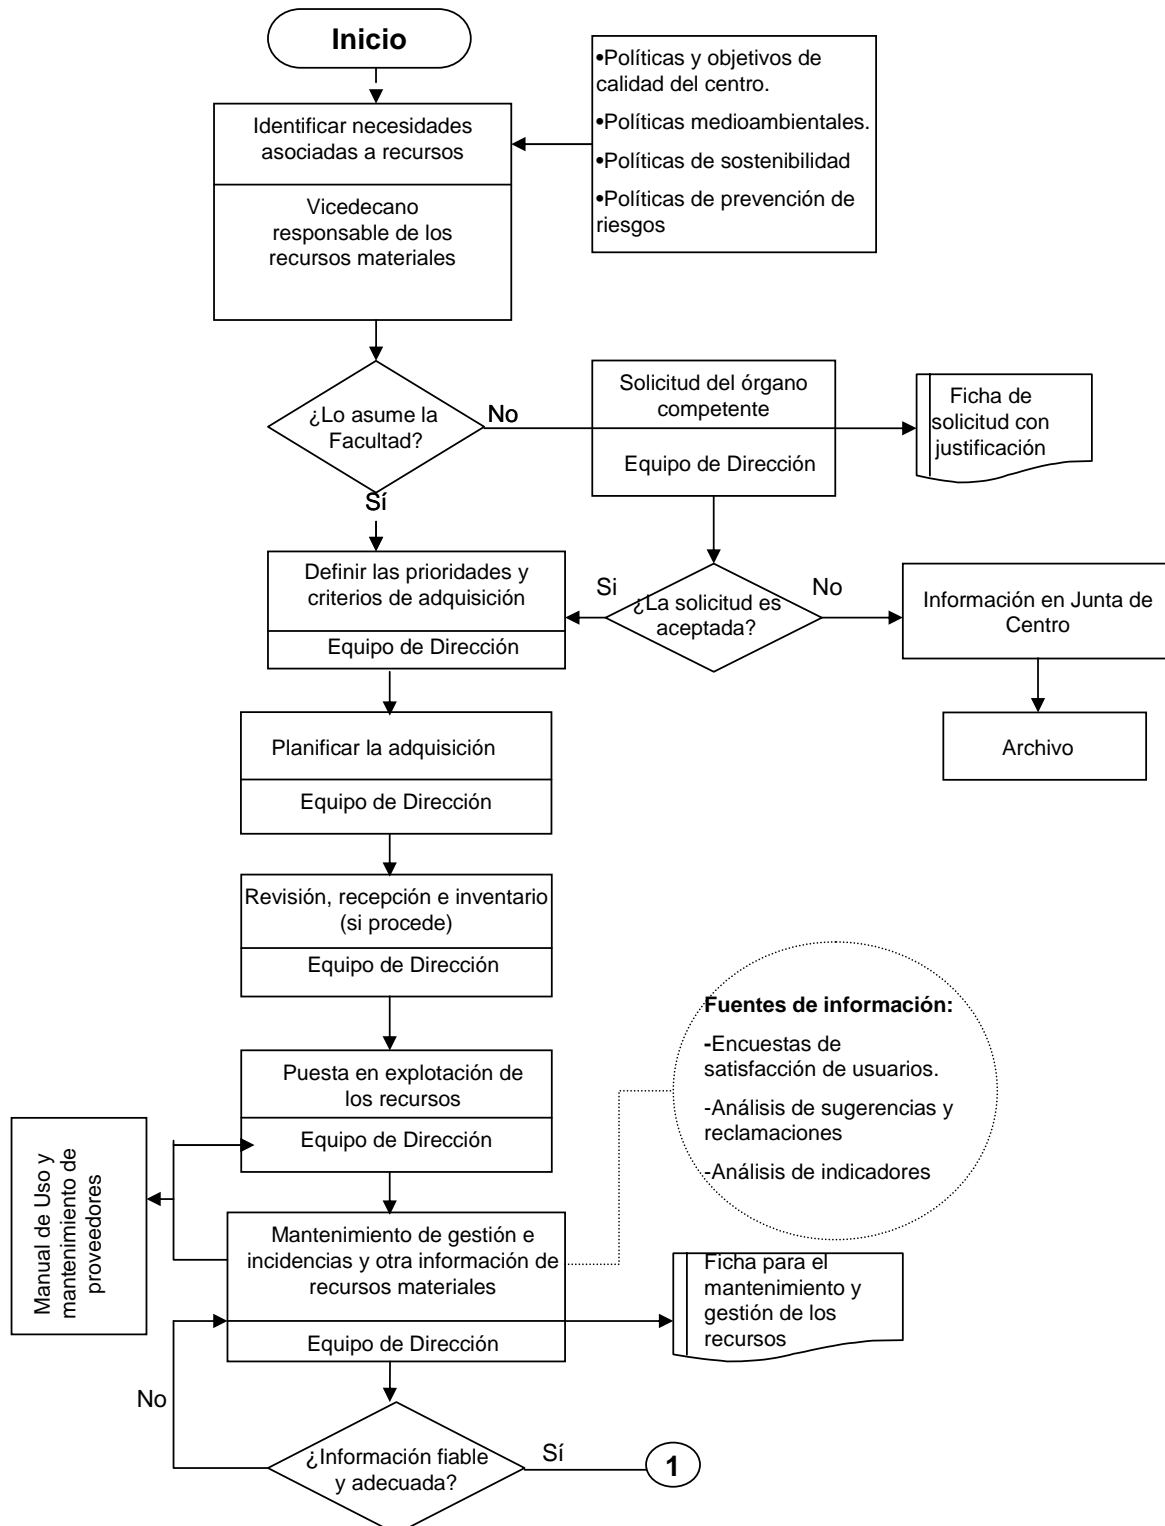 Inicio
•Políticas y objetivos de
calidad del centro.
•Políticas medioambientales.
•Políticas de sostenibilidad
•Políticas de prevención de
riesgos
Identificar necesidades
asociadas a recursos
Vicedecano
responsable de los
recursos materiales
¿Lo asume la
Facultad?
No
Sí
Solicitud del órgano
competente
Equipo de Dirección
Ficha de
solicitud con
justificación
Definir las prioridades y
criterios de adquisición
Equipo de Dirección
Si
¿La solicitud es
aceptada?
No
Información en Junta de
Centro
Archivo
Planificar la adquisición
Equipo de Dirección
Revisión, recepción e inventario
(si procede)
Equipo de Dirección
Fuentes de información:
-Encuestas de
satisfacción de usuarios.
-Análisis de sugerencias y
reclamaciones
-Análisis de indicadores
Puesta en explotación de
los recursos
Equipo de Dirección
Manual de Uso y
mantenimiento de
proveedores
Mantenimiento de gestión e
incidencias y otra información de
recursos materiales
Equipo de Dirección
Ficha para el
mantenimiento y
gestión de los
recursos
No
¿Información fiable
y adecuada?
Sí
1